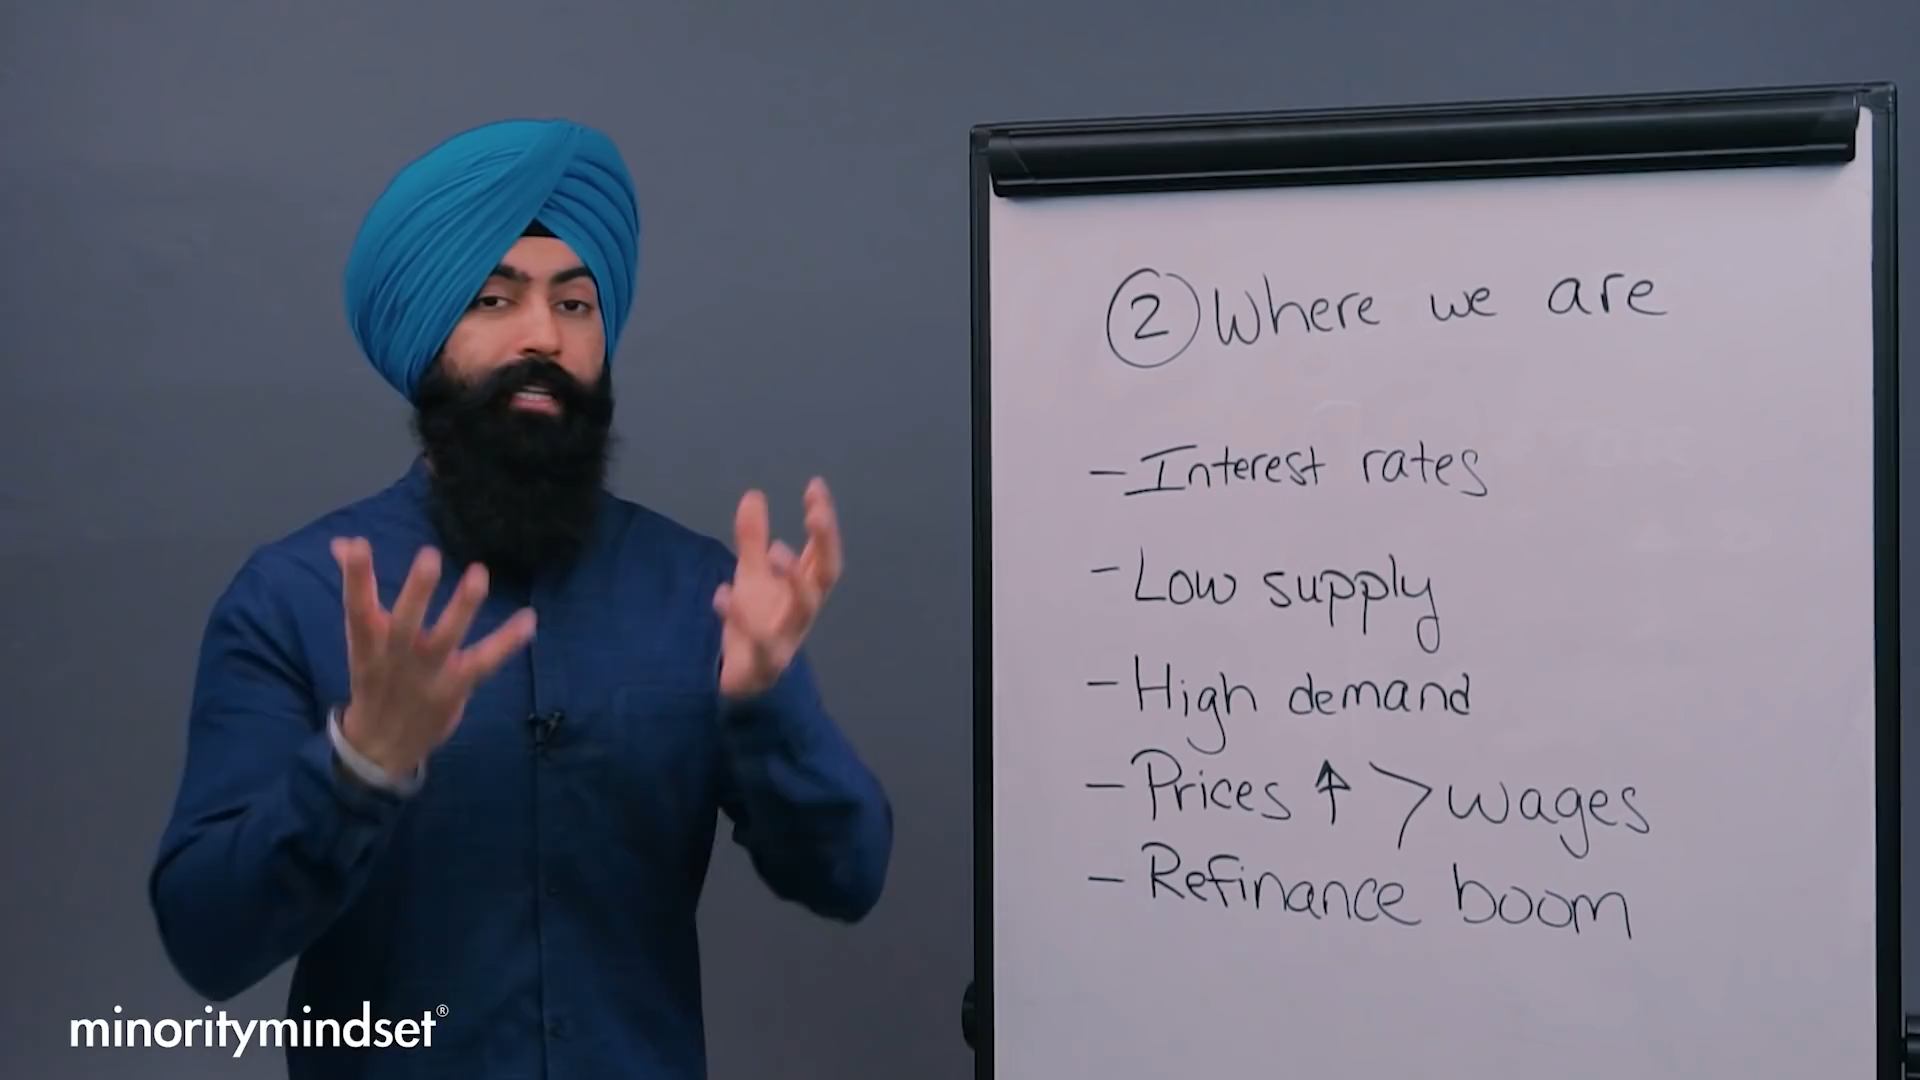 ② Where we are
- Interest rates
- Low supply
- High demand
- Prices ↑ > wages
- Refinance boom
minoritymindset®